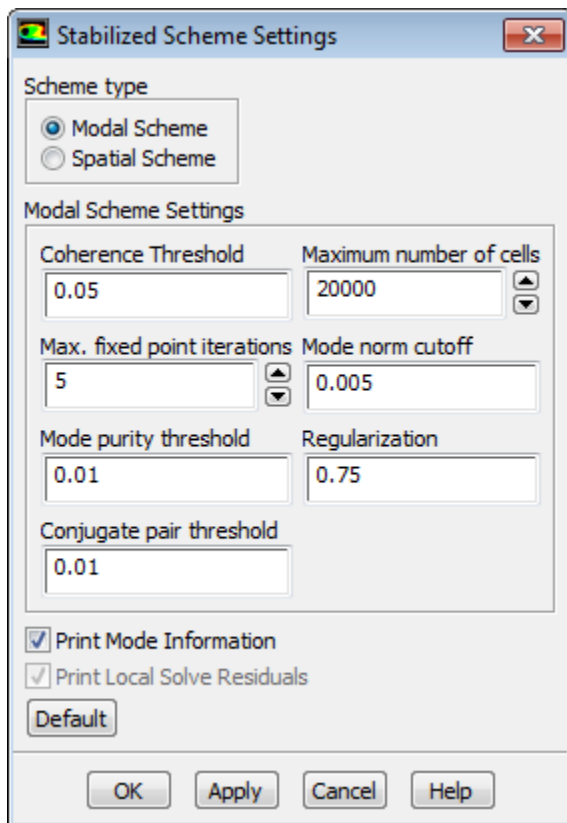 Stabilized Scheme Settings
Scheme type
Modal Scheme
Spatial Scheme
Modal Scheme Settings
Coherence Threshold Maximum number of cells
0.05 20000
Max. fixed point iterations Mode norm cutoff
5 0.005
Mode purity threshold Regularization
0.01 0.75
Conjugate pair threshold
0.01
Print Mode Information
Print Local Solve Residuals
Default
OK Apply Cancel Help